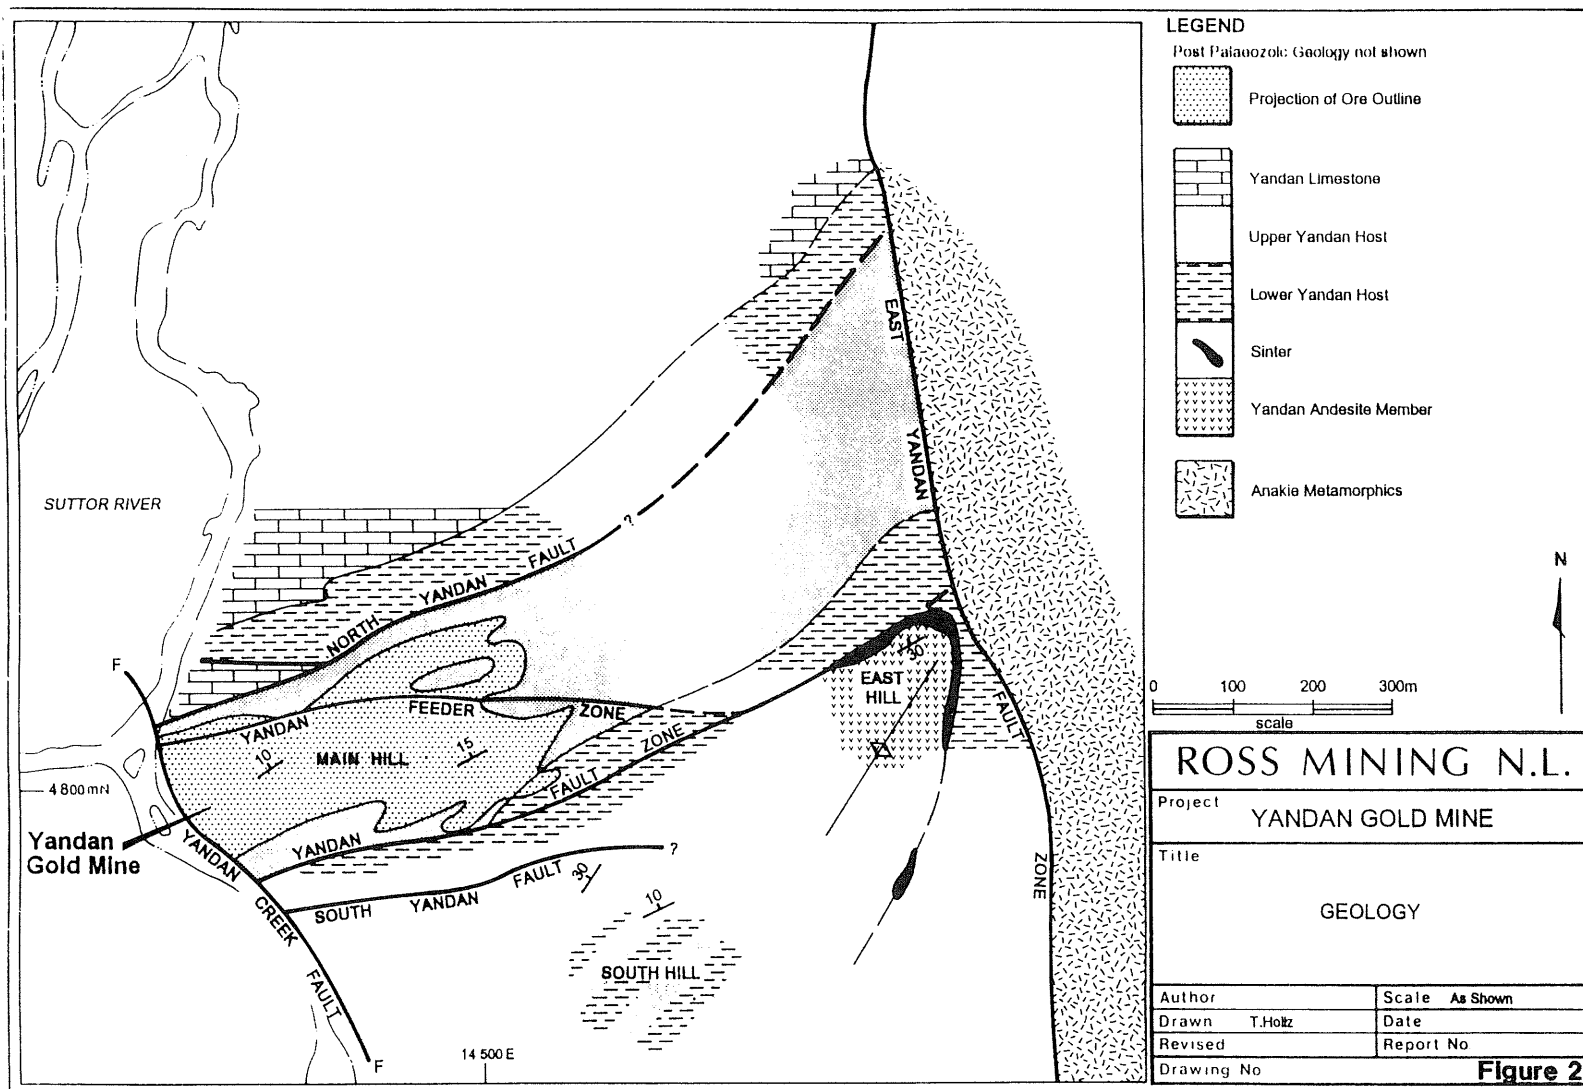 LEGEND
Post Palaeozoic Geology not shown
Projection of Ore Outline
Yandan Limestone
Upper Yandan Host
Lower Yandan Host
Sinter
Yandan Andesite Member
Anakie Metamorphics
N
0 100 200 300m
scale
ROSS MINING N.L.
Project
YANDAN GOLD MINE
Title
GEOLOGY
Author
Scale As Shown
Drawn T.Holtz
Date
Revised
Report No
Drawing No
Figure 2
SUTTOR RIVER
EAST YANDAN FAULT ZONE
NORTH YANDAN FAULT
?
F
YANDAN FEEDER ZONE
MAIN HILL
10
15
EAST HILL
30
4 800mN
Yandan Gold Mine
YANDAN FAULT ZONE
SOUTH YANDAN FAULT
?
30
10
SOUTH HILL
YANDAN CREEK FAULT
F
14 500 E